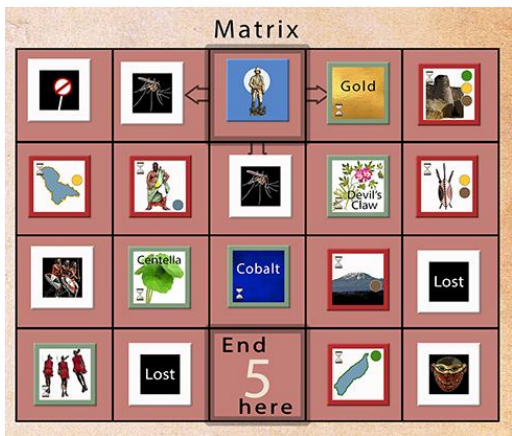 Matrix
Gold
Devil's
Claw
Centella
Cobalt
Lost
Lost
End
5
here